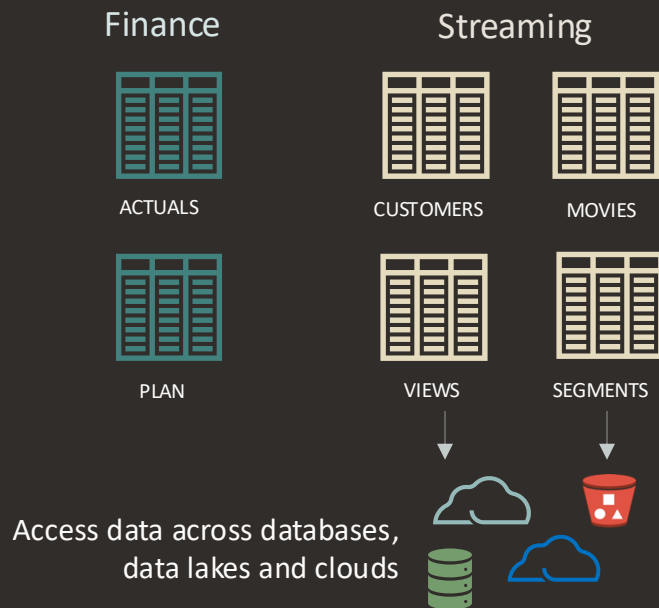 Finance
Streaming
ACTUALS
CUSTOMERS
MOVIES
PLAN
VIEWS
SEGMENTS
Access data across databases,
data lakes and clouds